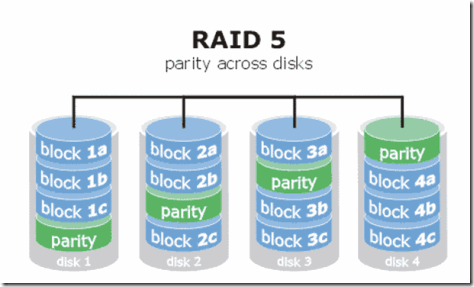 RAID 5
parity across disks
block 1a
block 1b
block 1c
parity
disk 1
block 2a
block 2b
parity
block 2c
disk 2
block 3a
parity
block 3b
block 3c
disk 3
parity
block 4a
block 4b
block 4c
disk 4